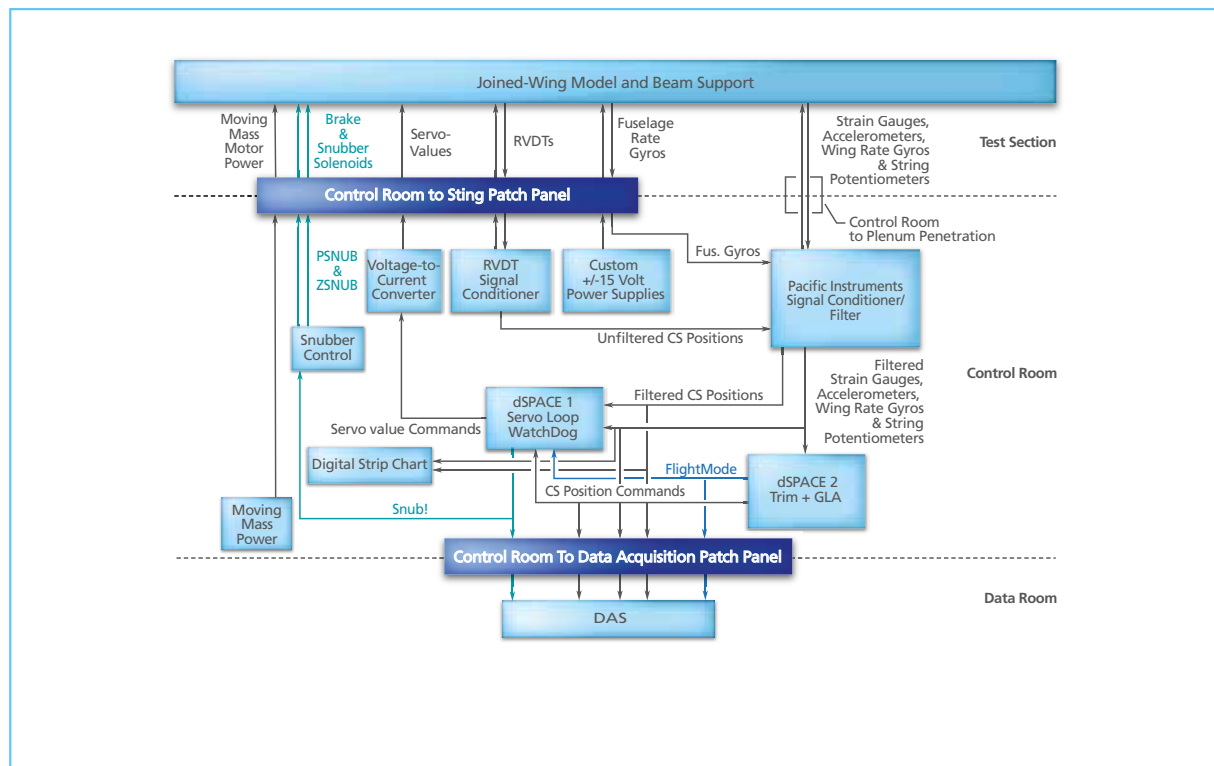 Joined-Wing Model and Beam Support
Moving
Mass
Motor
Power
Brake
&
Snubber
Solenoids
Servo-
Values
RVDTs
Fuselage
Rate
Gyros
Strain Gauges,
Accelerometers,
Wing Rate Gyros
& String
Potentiometers
Test Section
Control Room to Sting Patch Panel
Control Room
to Plenum Penetration
PSNUB
&
ZSNUB
Voltage-to-
Current
Converter
RVDT
Signal
Conditioner
Custom
+/-15 Volt
Power Supplies
Fus. Gyros
Pacific Instruments
Signal Conditioner/
Filter
Unfiltered CS Positions
Snubber
Control
Filtered
Strain Gauges,
Accelerometers,
Wing Rate Gyros
& String
Potentiometers
Control Room
Filtered CS Positions
dSPACE 1
Servo Loop
WatchDog
Servo value Commands
Digital Strip Chart
FlightMode
dSPACE 2
Trim + GLA
CS Position Commands
Snub!
Moving
Mass
Power
Control Room To Data Acquisition Patch Panel
Data Room
DAS